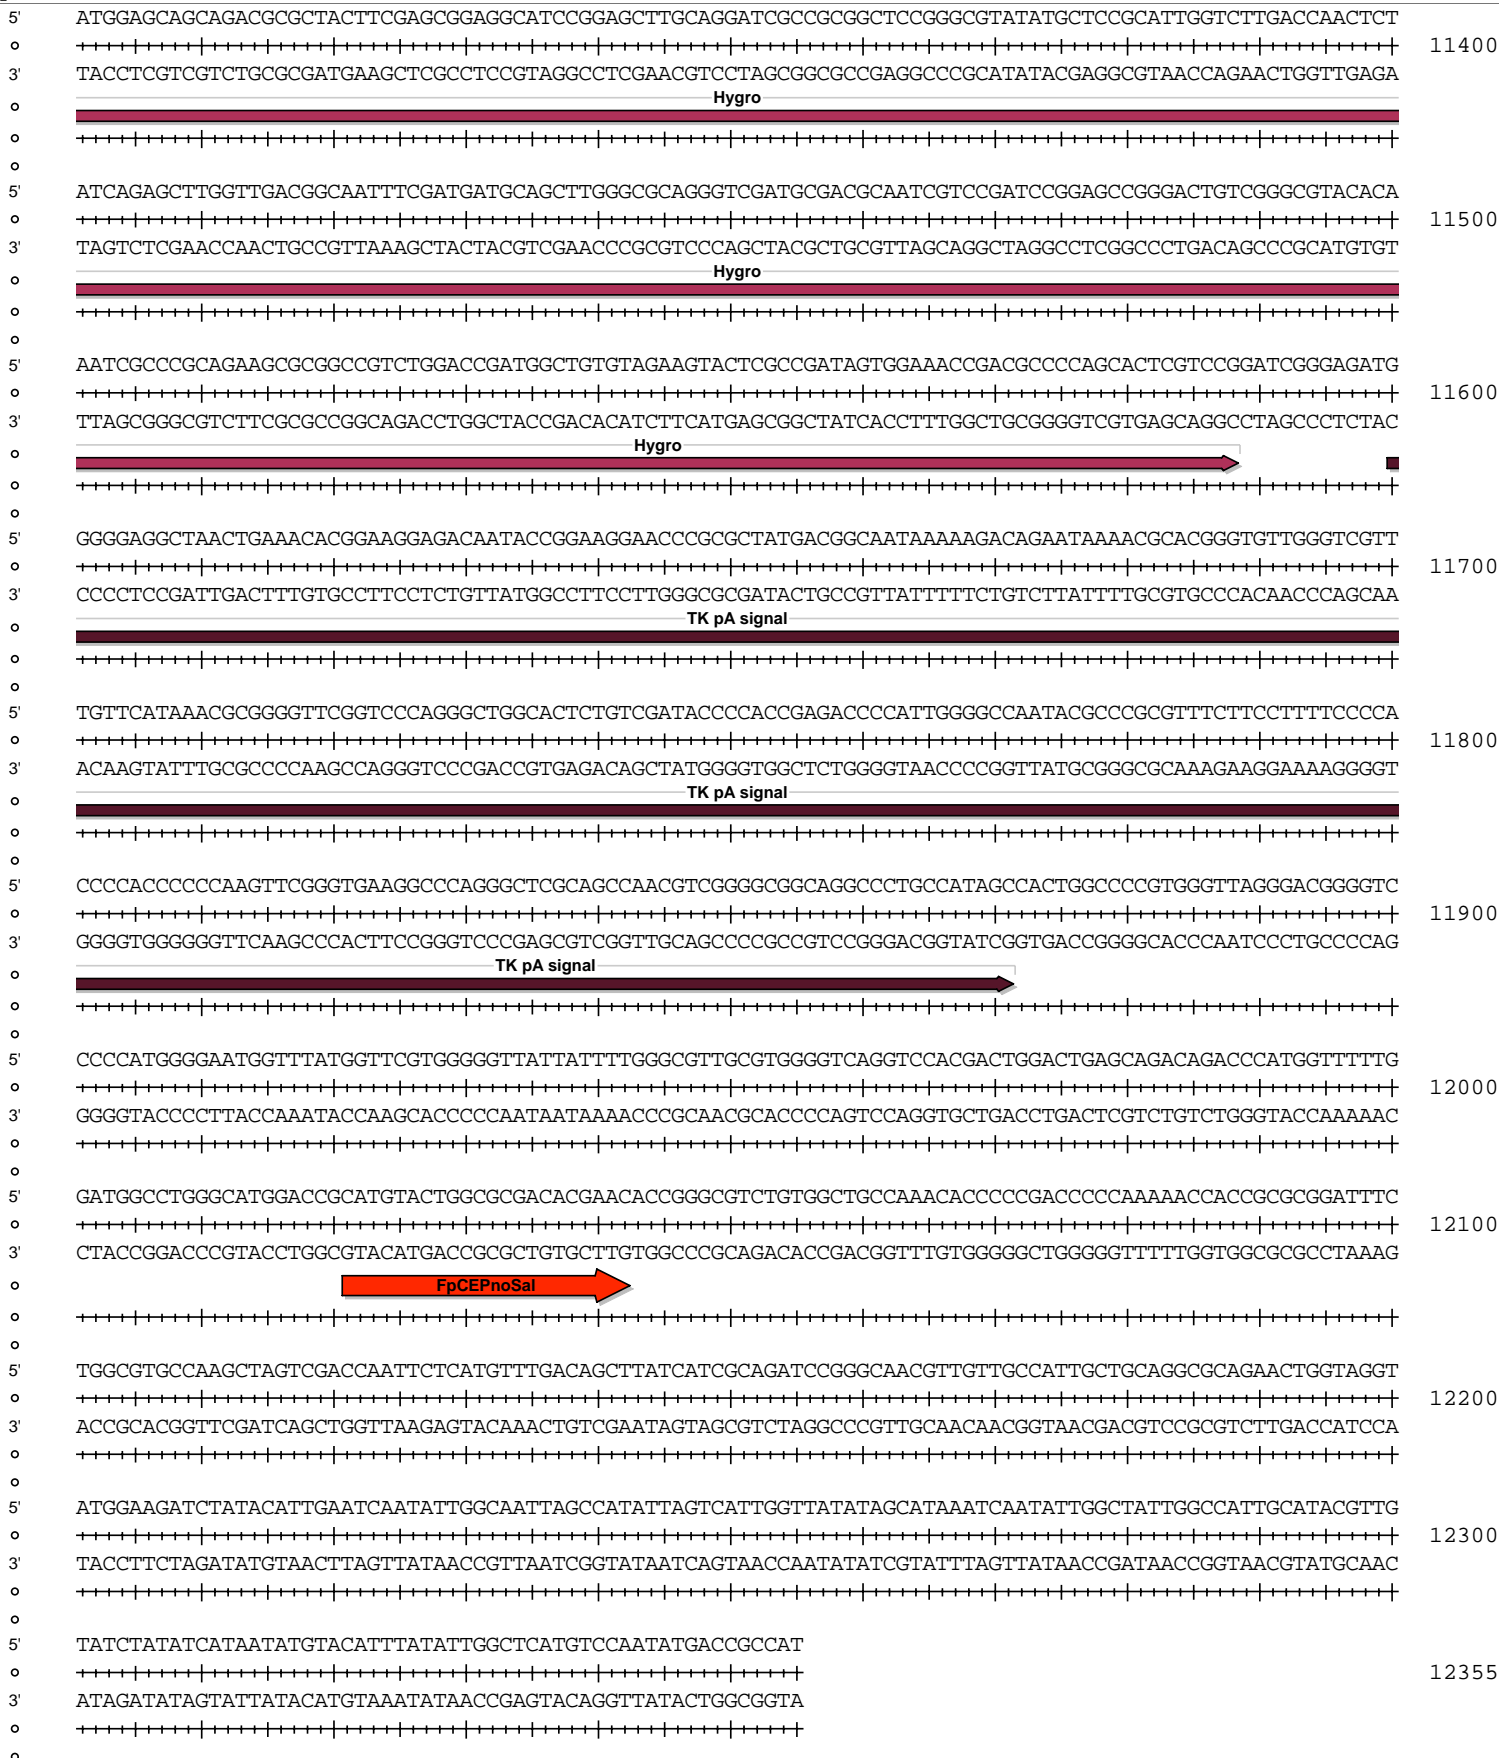 5' ATGGAGCAGCAGACGCGCTACTTCGAGCGGAGGCATCCGGAGCTTGCAGGATCGCCGCGGCTCCGGGCGTATATGCTCCGCATTGGTCTTGACCAACTCT
11400
3' TACCTCGTCGTCTGCGCGATGAAGCTCGCCTCCGTAGGCCTCGAACGTCCTAGCGGCGCCGAGGCCCGCATATACGAGGCGTAACCAGAACTGGTTGAGA
Hygro
5' ATCAGAGCTTGGTTGACGGCAATTTCGATGATGCAGCTTGGGCGCAGGGTCGATGCGACGCAATCGTCCGATCCGGAGCCGGGACTGTCGGGCGTACACA
11500
3' TAGTCTCGAACCAACTGCCGTTAAAGCTACTACGTCGAACCCGCGTCCCAGCTACGCTGCGTTAGCAGGCTAGGCCTCGGCCCTGACAGCCCGCATGTGT
Hygro
5' AATCGCCCGCAGAAGCGCGGCCGTCTGGACCGATGGCTGTGTAGAAGTACTCGCCGATAGTGGAAACCGACGCCCCAGCACTCGTCCGGATCGGGAGATG
11600
3' TTAGCGGGCGTCTTCGCGCCGGCAGACCTGGCTACCGACACATCTTCATGAGCGGCTATCACCTTTGGCTGCGGGGTCGTGAGCAGGCCTAGCCCTCTAC
Hygro
5' GGGGAGGCTAACTGAAACACGGAAGGAGACAATACCGGAAGGAACCCGCGCTATGACGGCAATAAAAAGACAGAATAAAACGCACGGGTGTTGGGTCGTT
11700
3' CCCCTCCGATTGACTTTGTGCCTTCCTCTGTTATGGCCTTCCTTGGGCGCGATACTGCCGTTATTTTTCTGTCTTATTTTGCGTGCCCACAACCCAGCAA
TK pA signal
5' TGTTCATAAACGCGGGGTTCGGTCCCAGGGCTGGCACTCTGTCGATACCCCACCGAGACCCCATTGGGGCCAATACGCCCGCGTTTCTTCCTTTTCCCCA
11800
3' ACAAGTATTTGCGCCCCAAGCCAGGGTCCCGACCGTGAGACAGCTATGGGGTGGCTCTGGGGTAACCCCGGTTATGCGGGCGCAAAGAAGGAAAAGGGGT
TK pA signal
5' CCCCACCCCCCAAGTTCGGGTGAAGGCCCAGGGCTCGCAGCCAACGTCGGGGCGGCAGGCCCTGCCATAGCCACTGGCCCCGTGGGTTAGGGACGGGGTC
11900
3' GGGGTGGGGGGTTCAAGCCCACTTCCGGGTCCCGAGCGTCGGTTGCAGCCCCGCCGTCCGGGACGGTATCGGTGACCGGGGCACCCAATCCCTGCCCCAG
TK pA signal
5' CCCCATGGGGAATGGTTTATGGTTCGTGGGGGTTATTATTTTGGGCGTTGCGTGGGGTCAGGTCCACGACTGGACTGAGCAGACAGACCCATGGTTTTTG
12000
3' GGGGTACCCCTTACCAAATACCAAGCACCCCCAATAATAAAACCCGCAACGCACCCCAGTCCAGGTGCTGACCTGACTCGTCTGTCTGGGTACCAAAAAC
5' GATGGCCTGGGCATGGACCGCATGTACTGGCGCGACACGAACACCGGGCGTCTGTGGCTGCCAAACACCCCCGACCCCCAAAAACCACCGCGCGGATTTC
12100
3' CTACCGGACCCGTACCTGGCGTACATGACCGCGCTGTGCTTGTGGCCCGCAGACACCGACGGTTTGTGGGGGCTGGGGGTTTTTGGTGGCGCGCCTAAAG
FpCEPnoSal
5' TGGCGTGCCAAGCTAGTCGACCAATTCTCATGTTTGACAGCTTATCATCGCAGATCCGGGCAACGTTGTTGCCATTGCTGCAGGCGCAGAACTGGTAGGT
12200
3' ACCGCACGGTTCGATCAGCTGGTTAAGAGTACAAACTGTCGAATAGTAGCGTCTAGGCCCGTTGCAACAACGGTAACGACGTCCGCGTCTTGACCATCCA
5' ATGGAAGATCTATACATTGAATCAATATTGGCAATTAGCCATATTAGTCATTGGTTATATAGCATAAATCAATATTGGCTATTGGCCATTGCATACGTTG
12300
3' TACCTTCTAGATATGTAACTTAGTTATAACCGTTAATCGGTATAATCAGTAACCAATATATCGTATTTAGTTATAACCGATAACCGGTAACGTATGCAAC
5' TATCTATATCATAATATGTACATTTATATTGGCTCATGTCCAATATGACCGCCAT
12355
3' ATAGATATAGTATTATACATGTAAATATAACCGAGTACAGGTTATACTGGCGGTA